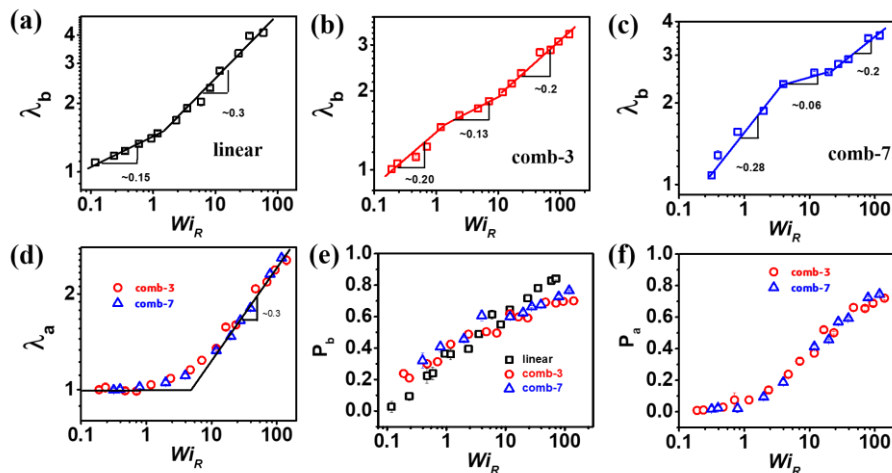 (a)
4
3
2
1
λb
~0.3
~0.15
linear
0.1 1 10 100
WiR
(b)
3
2
1
λb
~0.2
~0.13
~0.20
comb-3
0.1 1 10 100
WiR
(c)
4
3
2
1
λb
~0.2
~0.06
~0.28
comb-7
0.1 1 10 100
WiR
(d)
2
1
λa
comb-3
comb-7
~0.3
0.1 1 10 100
WiR
(e)
1.0
0.8
0.6
0.4
0.2
0.0
Pb
linear
comb-3
comb-7
0.1 1 10 100
WiR
(f)
1.0
0.8
0.6
0.4
0.2
0.0
Pa
comb-3
comb-7
0.1 1 10 100
WiR